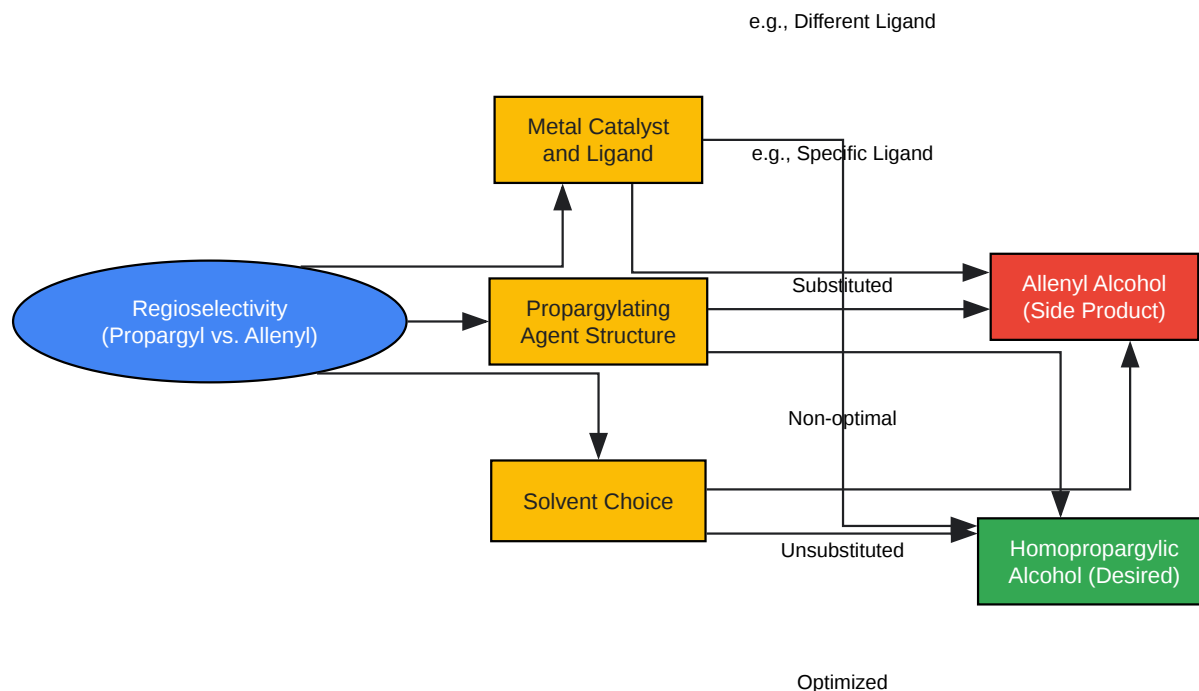 e.g., Different Ligand
Metal Catalyst
and Ligand
e.g., Specific Ligand
Regioselectivity
(Propargyl vs. Allenyl)
Propargylating
Agent Structure
Substituted
Allenyl Alcohol
(Side Product)
Non-optimal
Solvent Choice
Unsubstituted
Homopropargylic
Alcohol (Desired)
Optimized